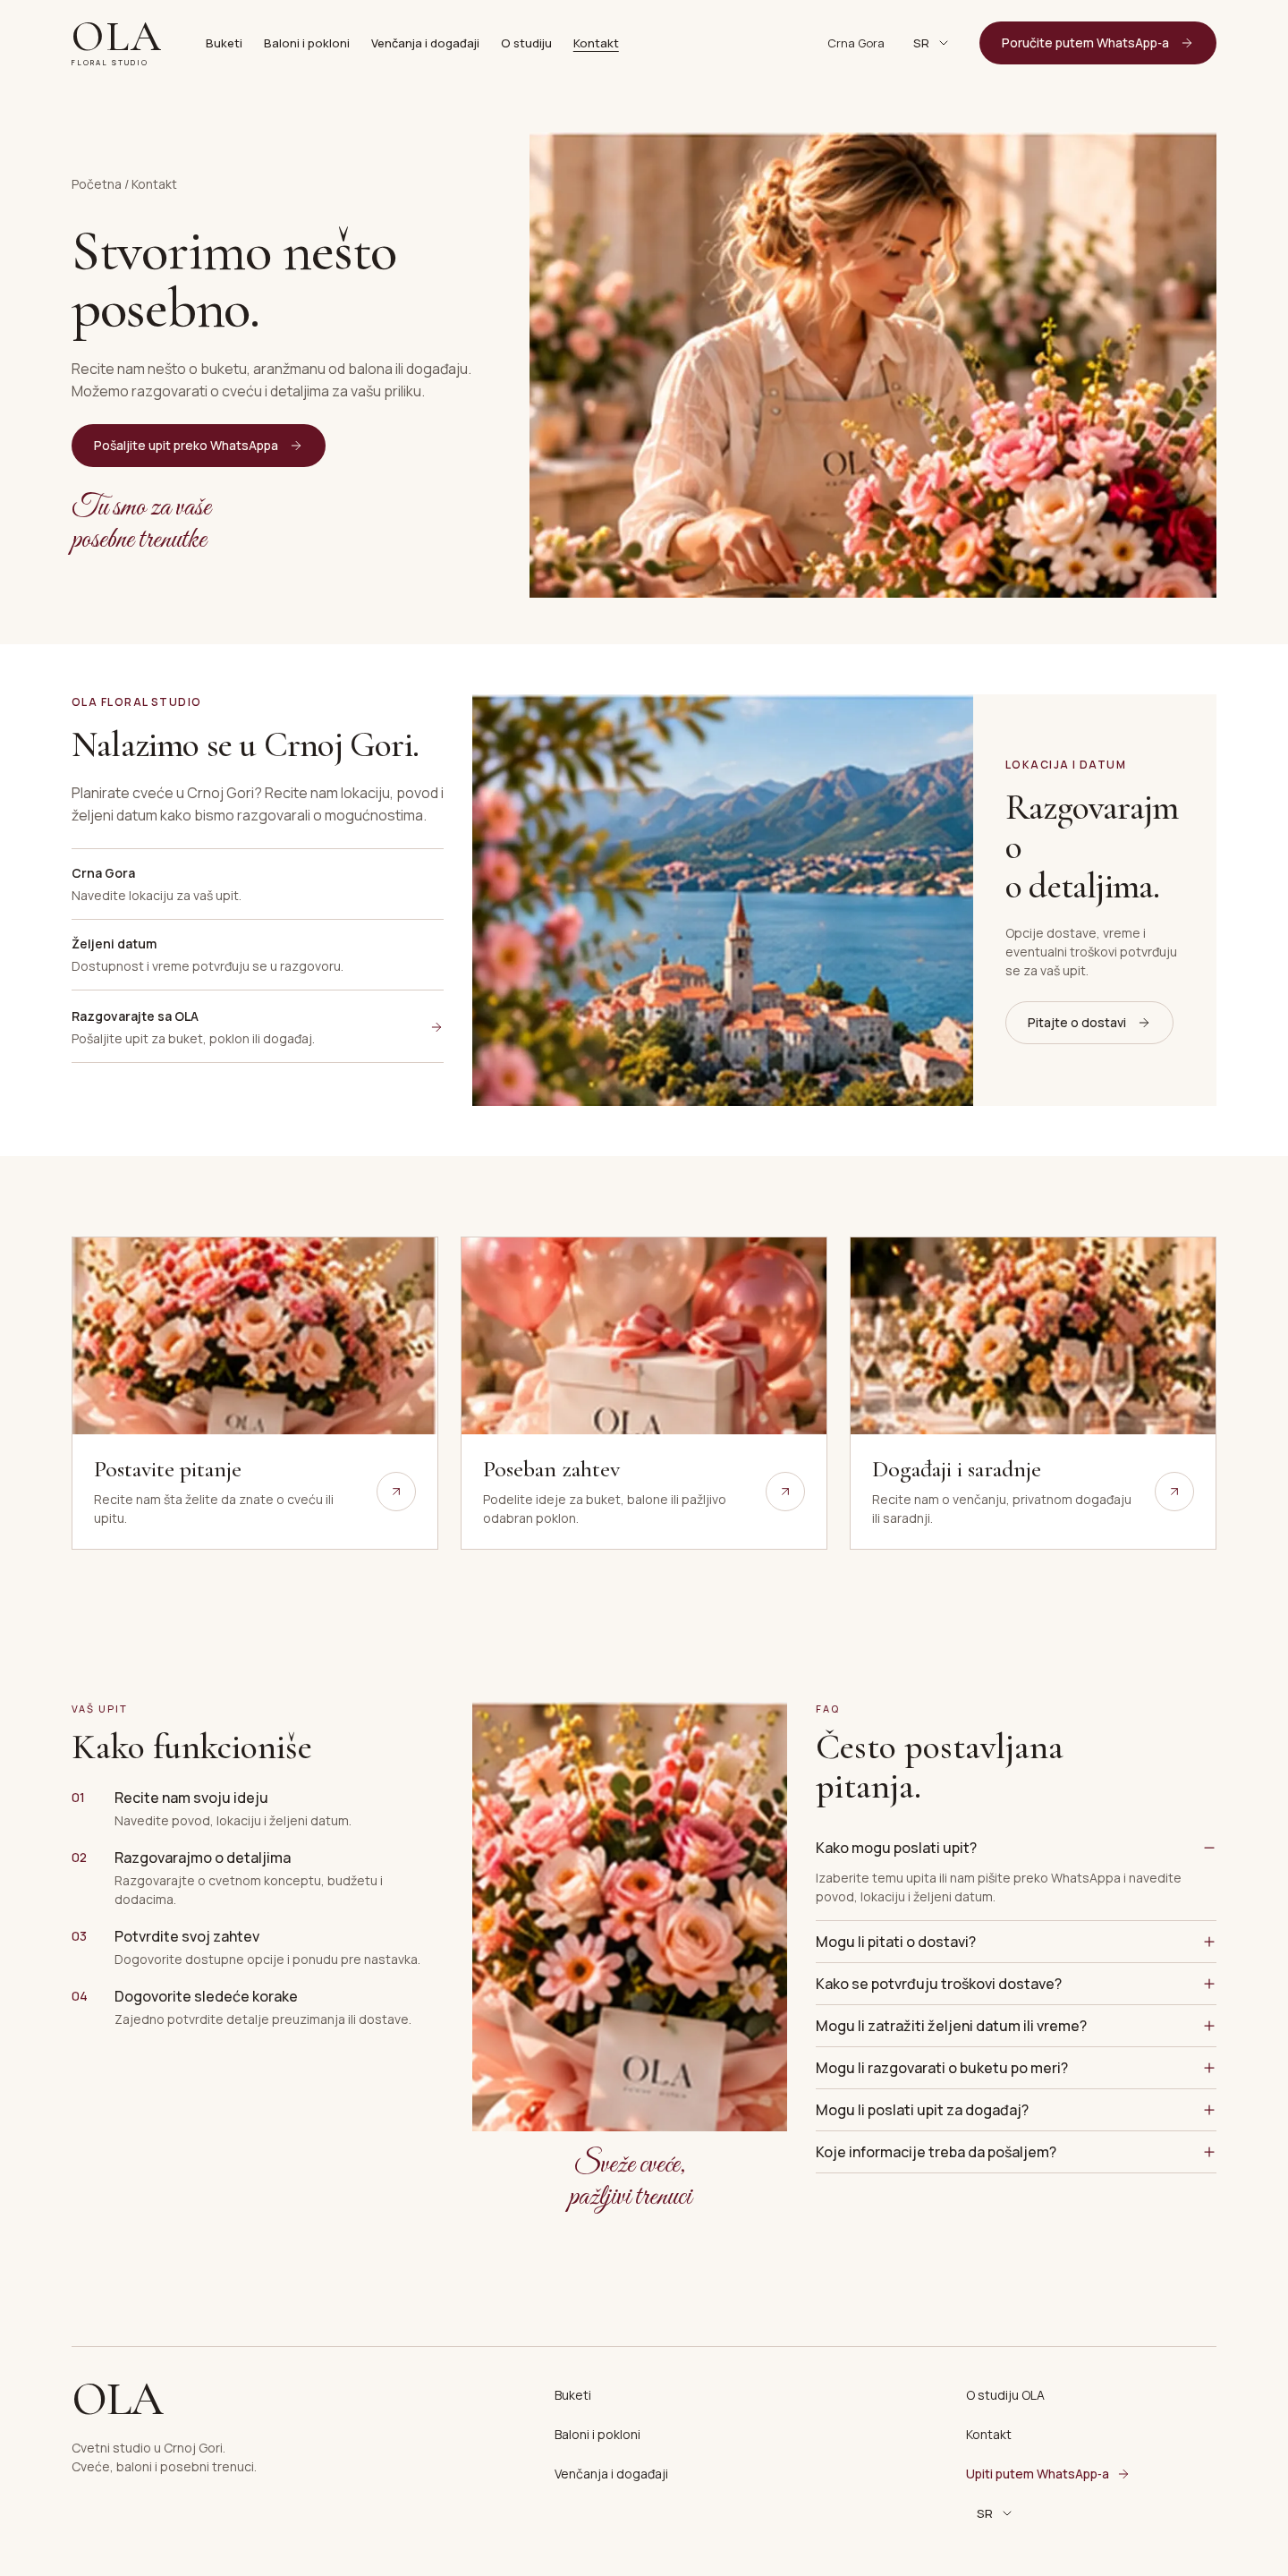 OLA
FLORAL STUDIO
Buketi
Baloni i pokloni
Venčanja i događaji
O studiju
Kontakt
Crna Gora
SR
Poručite putem WhatsApp-a
Početna / Kontakt
Stvorimo nešto
posebno.
Recite nam nešto o buketu, aranžmanu od balona ili događaju.
Možemo razgovarati o cveću i detaljima za vašu priliku.
Pošaljite upit preko WhatsAppa
Tu smo za vaše
posebne trenutke
OLA
OLA FLORAL STUDIO
Nalazimo se u Crnoj Gori.
Planirate cveće u Crnoj Gori? Recite nam lokaciju, povod i
željeni datum kako bismo razgovarali o mogućnostima.
Crna Gora
Navedite lokaciju za vaš upit.
Željeni datum
Dostupnost i vreme potvrđuju se u razgovoru.
Razgovarajte sa OLA
Pošaljite upit za buket, poklon ili događaj.
LOKACIJA I DATUM
Razgovarajm
o
o detaljima.
Opcije dostave, vreme i
eventualni troškovi potvrđuju
se za vaš upit.
Pitajte o dostavi
OLA
Postavite pitanje
Recite nam šta želite da znate o cveću ili
upitu.
OLA
Poseban zahtev
Podelite ideje za buket, balone ili pažljivo
odabran poklon.
Događaji i saradnje
Recite nam o venčanju, privatnom događaju
ili saradnji.
VAŠ UPIT
Kako funkcioniše
01
Recite nam svoju ideju
Navedite povod, lokaciju i željeni datum.
02
Razgovarajmo o detaljima
Razgovarajte o cvetnom konceptu, budžetu i
dodacima.
03
Potvrdite svoj zahtev
Dogovorite dostupne opcije i ponudu pre nastavka.
04
Dogovorite sledeće korake
Zajedno potvrdite detalje preuzimanja ili dostave.
OLA
Sveže cveće,
pažljivi trenuci
FAQ
Često postavljana
pitanja.
Kako mogu poslati upit?
Izaberite temu upita ili nam pišite preko WhatsAppa i navedite
povod, lokaciju i željeni datum.
Mogu li pitati o dostavi?
Kako se potvrđuju troškovi dostave?
Mogu li zatražiti željeni datum ili vreme?
Mogu li razgovarati o buketu po meri?
Mogu li poslati upit za događaj?
Koje informacije treba da pošaljem?
OLA
Cvetni studio u Crnoj Gori.
Cveće, baloni i posebni trenuci.
Buketi
Baloni i pokloni
Venčanja i događaji
O studiju OLA
Kontakt
Upiti putem WhatsApp-a
SR